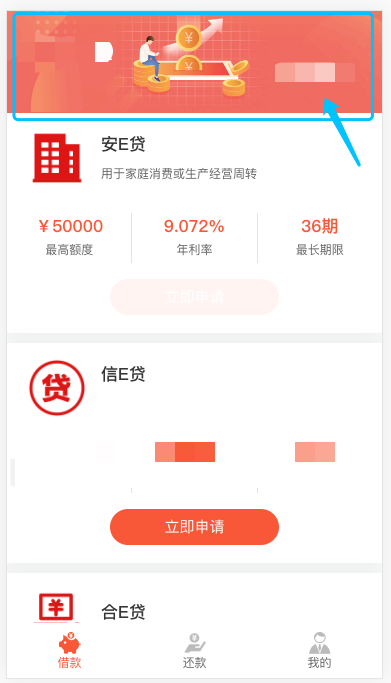 安E贷
用于家庭消费或生产经营周转
￥50000
9.072%
36期
最高额度
年利率
最长期限
立即申请
贷
信E贷
立即申请
合E贷
借款
还款
我的